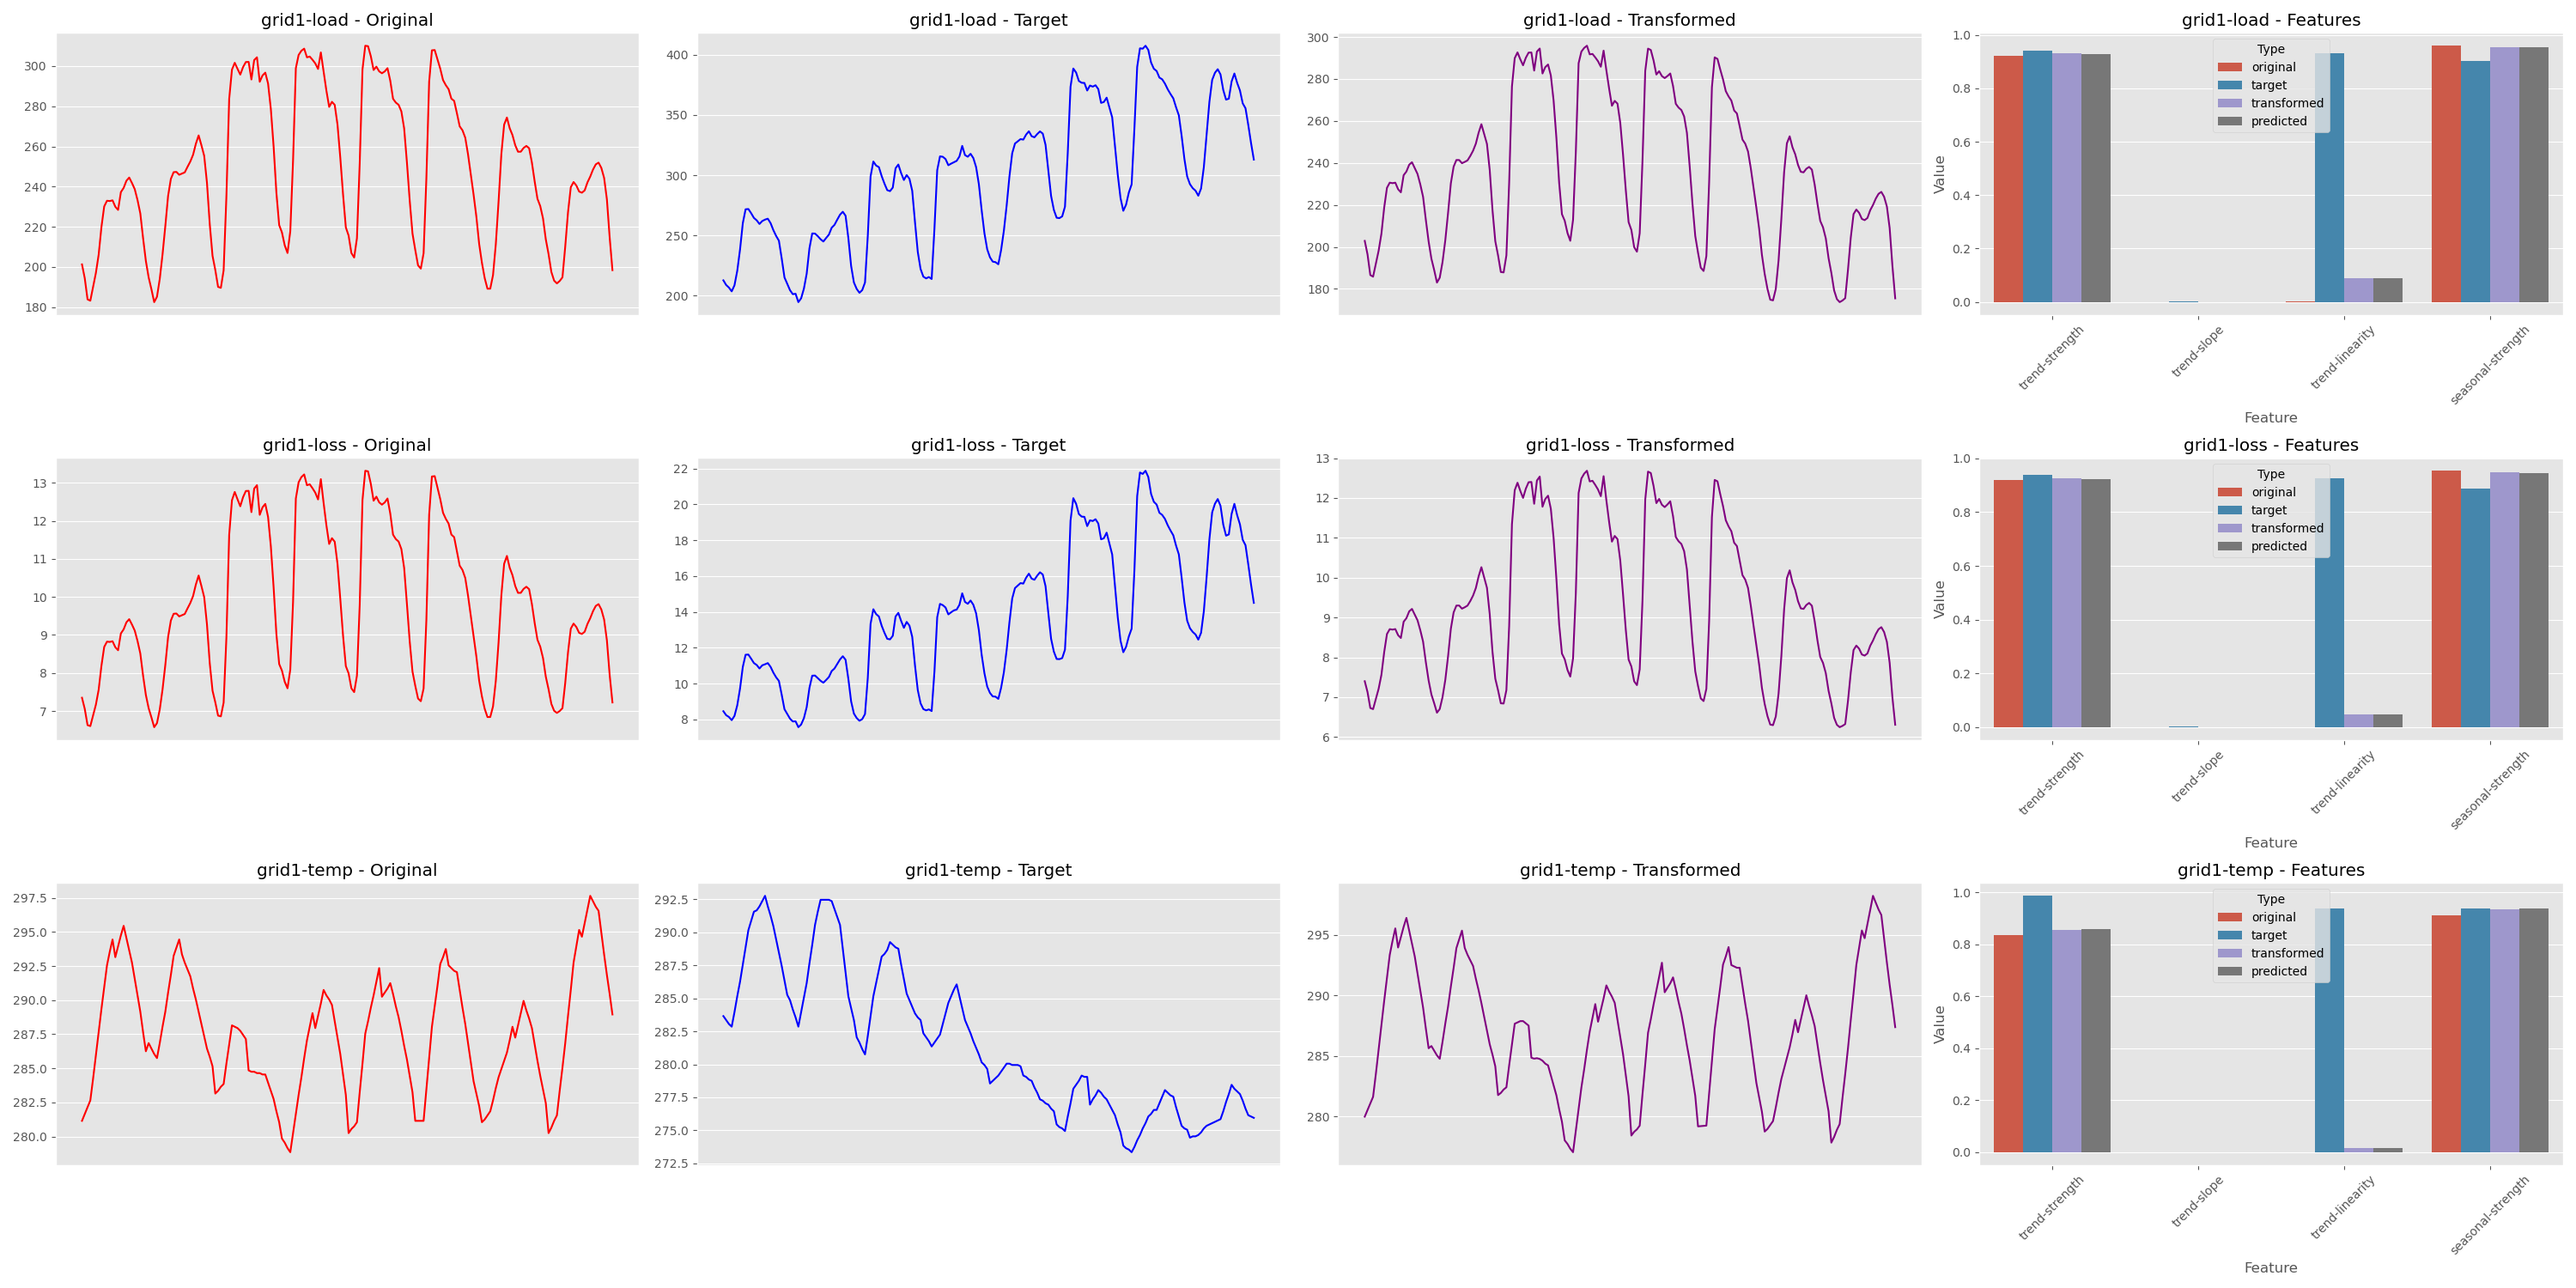 grid1-load - Original
300
280
260
240
220
200
180
grid1-load - Target
400
350
300
250
200
grid1-load - Transformed
300
280
260
240
220
200
180
grid1-load - Features
Value
1.0
0.8
0.6
0.4
0.2
0.0
Type
original
target
transformed
predicted
trend-strength
trend-slope
trend-linearity
seasonal-strength
Feature
grid1-loss - Original
13
12
11
10
9
8
7
grid1-loss - Target
22
20
18
16
14
12
10
8
grid1-loss - Transformed
13
12
11
10
9
8
7
6
grid1-loss - Features
Value
1.0
0.8
0.6
0.4
0.2
0.0
Type
original
target
transformed
predicted
trend-strength
trend-slope
trend-linearity
seasonal-strength
Feature
grid1-temp - Original
297.5
295.0
292.5
290.0
287.5
285.0
282.5
280.0
grid1-temp - Target
292.5
290.0
287.5
285.0
282.5
280.0
277.5
275.0
272.5
grid1-temp - Transformed
295
290
285
280
grid1-temp - Features
Value
1.0
0.8
0.6
0.4
0.2
0.0
Type
original
target
transformed
predicted
trend-strength
trend-slope
trend-linearity
seasonal-strength
Feature